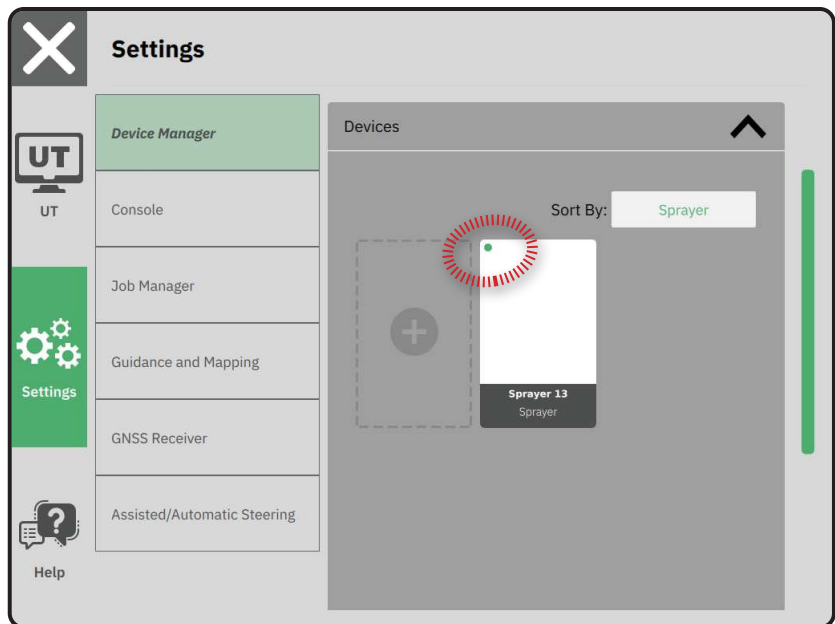 Settings
UT
UT
Settings
Help
Device Manager
Console
Job Manager
Guidance and Mapping
GNSS Receiver
Assisted/Automatic Steering
Devices
Sort By: Sprayer
Sprayer 13
Sprayer